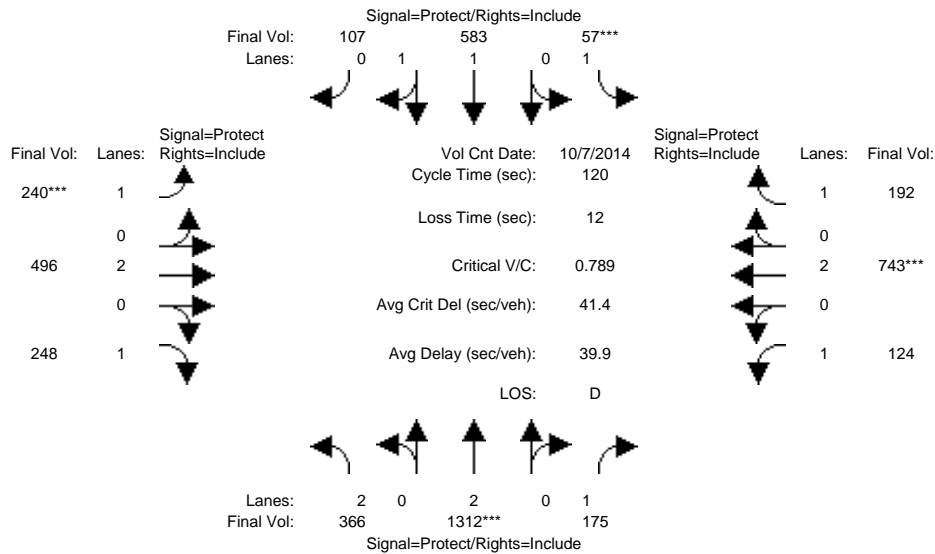 Signal=Protect/Rights=Include
Final Vol: 107 583 57***
Lanes: 0 1 1 0 1
Signal=Protect
Final Vol: Lanes: Rights=Include
Vol Cnt Date: 10/7/2014
Signal=Protect
Rights=Include Lanes: Final Vol:
Cycle Time (sec): 120
240*** 1
1 192
Loss Time (sec): 12
0
0
496 2
Critical V/C: 0.789
2 743***
0
Avg Crit Del (sec/veh): 41.4
0
248 1
Avg Delay (sec/veh): 39.9
1 124
LOS: D
Lanes: 2 0 2 0 1
Final Vol: 366 1312*** 175
Signal=Protect/Rights=Include